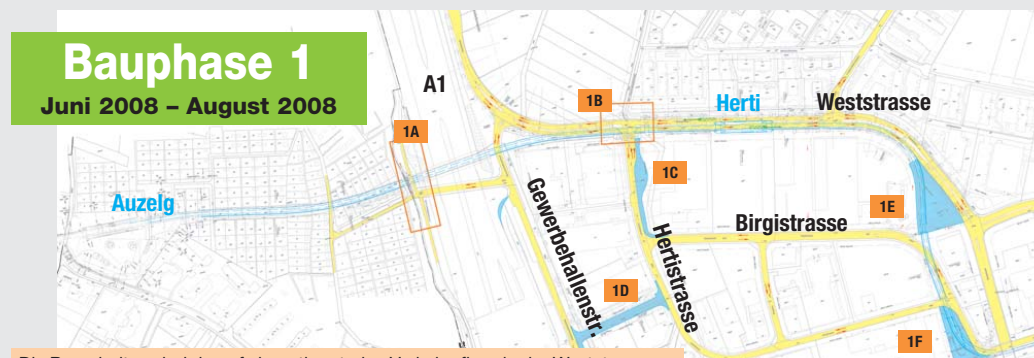 Bauphase 1
Juni 2008 – August 2008
A1
1A
1B
Herti
Weststrasse
Auzelg
1C
1E
Birgistrasse
Gewerbehallenstr.
Hertistrasse
1D
1F